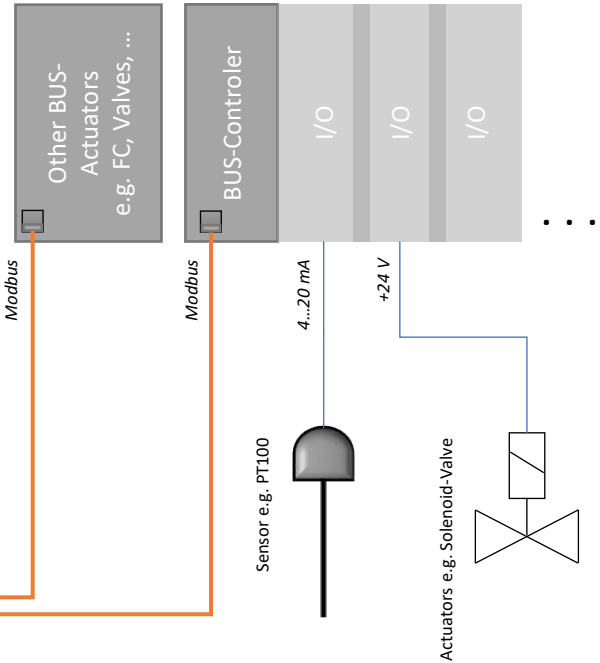 Other BUS-
Actuators
e.g. FC, Valves, ...
BUS-Controler
I/O
I/O
I/O
. . .
Modbus
Modbus
4...20 mA
+24 V
Sensor e.g. PT100
Actuators e.g. Solenoid-Valve